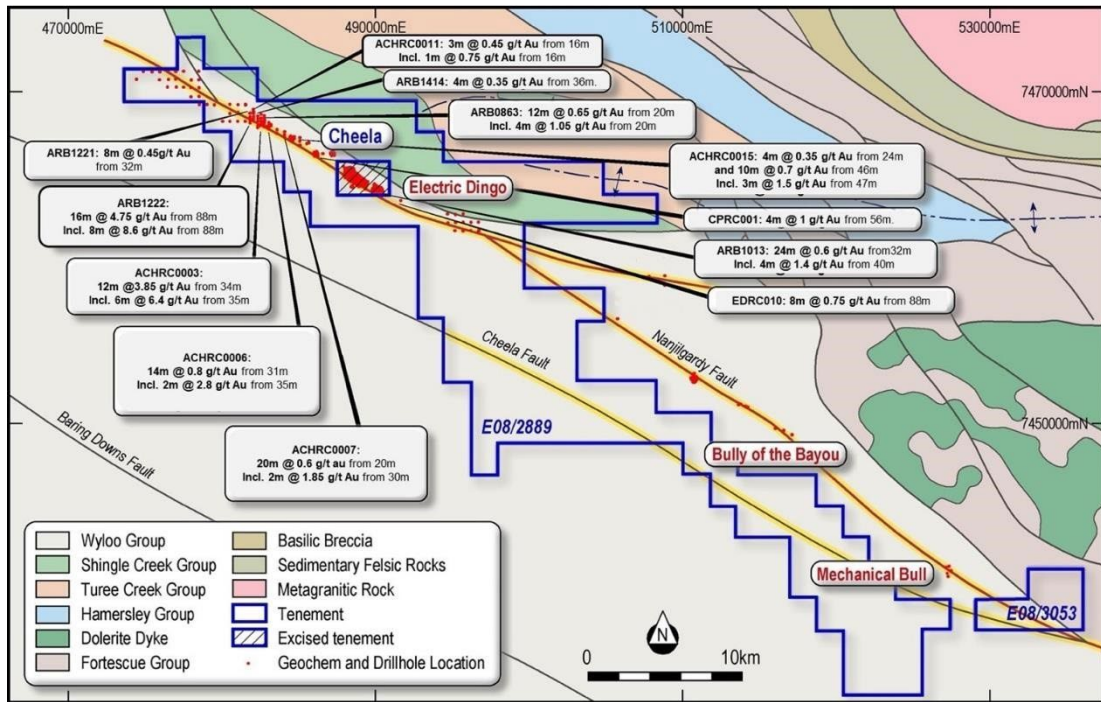 470000mE
490000mE
510000mE
530000mE
ACHRC0011: 3m @ 0.45 g/t Au from 16m
Incl. 1m @ 0.75 g/t Au from 16m
ARB1414: 4m @ 0.35 g/t Au from 36m.
7470000mN
ARB0863: 12m @ 0.65 g/t Au from 20m
Incl. 4m @ 1.05 g/t Au from 20m
Cheela
ARB1221: 8m @ 0.45g/t Au
from 32m
ACHRC0015: 4m @ 0.35 g/t Au from 24m
and 10m @ 0.7 g/t Au from 46m
Incl. 3m @ 1.5 g/t Au from 47m
Electric Dingo
ARB1222:
16m @ 4.75 g/t Au from 88m
Incl. 8m @ 8.6 g/t Au from 88m
CPRC001: 4m @ 1 g/t Au from 56m.
ARB1013: 24m @ 0.6 g/t Au from32m
Incl. 4m @ 1.4 g/t Au from 40m
ACHRC0003:
12m @3.85 g/t Au from 34m
Incl. 6m @ 6.4 g/t Au from 35m
EDRC010: 8m @ 0.75 g/t Au from 88m
ACHRC0006:
14m @ 0.8 g/t Au from 31m
Incl. 2m @ 2.8 g/t Au from 35m
Cheela Fault
Nanjilgardy Fault
Baring Downs Fault
E08/2889
7450000mN
ACHRC0007:
20m @ 0.6 g/t au from 20m
Incl. 2m @ 1.85 g/t Au from 30m
Bully of the Bayou
Mechanical Bull
E08/3053
Wyloo Group
Shingle Creek Group
Turee Creek Group
Hamersley Group
Dolerite Dyke
Fortescue Group
Basilic Breccia
Sedimentary Felsic Rocks
Metagranitic Rock
Tenement
Excised tenement
Geochem and Drillhole Location
N
0
10km